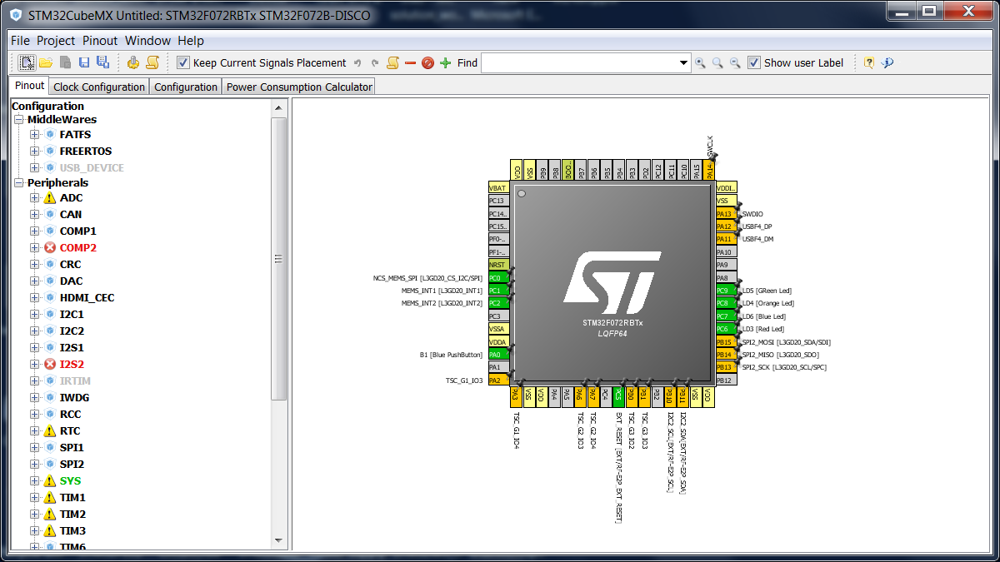 STM32CubeMX Untitled: STM32F072RBTx STM32F072B-DISCO
File Project Pinout Window Help
Keep Current Signals Placement Find Show user Label
Pinout Clock Configuration Configuration Power Consumption Calculator
Configuration
MiddleWares
FATFS
FREERTOS
USB_DEVICE
Peripherals
ADC
CAN
COMP1
COMP2
CRC
DAC
HDMI_CEC
I2C1
I2C2
I2S1
I2S2
IRTIM
IWDG
RCC
RTC
SPI1
SPI2
SYS
TIM1
TIM2
TIM3
TIM6
SWCLK
VDD VSS PB9 PB8 BOO.. PB7 PB6 PB5 PB4 PB3 PD2 PC12 PC11 PC10 PA15 PA14
VBAT
PC13
PC14..
PC15..
PF0-..
PF1-..
NRST
NCS_MEMS_SPI [L3GD20_CS_I2C/SPI] PC0
MEMS_INT1 [L3GD20_INT1] PC1
MEMS_INT2 [L3GD20_INT2] PC2
PC3
VSSA
VDDA
B1 [Blue PushButton] PA0
PA1
TSC_G1_IO3 PA2
ST
STM32F072RBTx
LQFP64
VDDI..
VSS
PA13 SWDIO
PA12 USBF4_DP
PA11 USBF4_DM
PA10
PA9
PA8
PC9 LD5 [GReen Led]
PC8 LD4 [Orange Led]
PC7 LD6 [Blue Led]
PC6 LD3 [Red Led]
PB15 SPI2_MOSI [L3GD20_SDA/SDI]
PB14 SPI2_MISO [L3GD20_SDO]
PB13 SPI2_SCK [L3GD20_SCL/SPC]
PB12
PA3 VSS VDD PA4 PA5 PA6 PA7 PC4 PC5 PB0 PB1 PB2 PB10 PB11 VSS VDD
TSC_G1_IO4
TSC_G2_IO3
TSC_G2_IO4
EXT_RESET [EXT/RF-E2P_EXT_RESET]
TSC_G3_IO2
TSC_G3_IO3
I2C2_SCL[EXT/RF-E2P_SCL]
I2C2_SDA[EXT/RF-E2P_SDA]